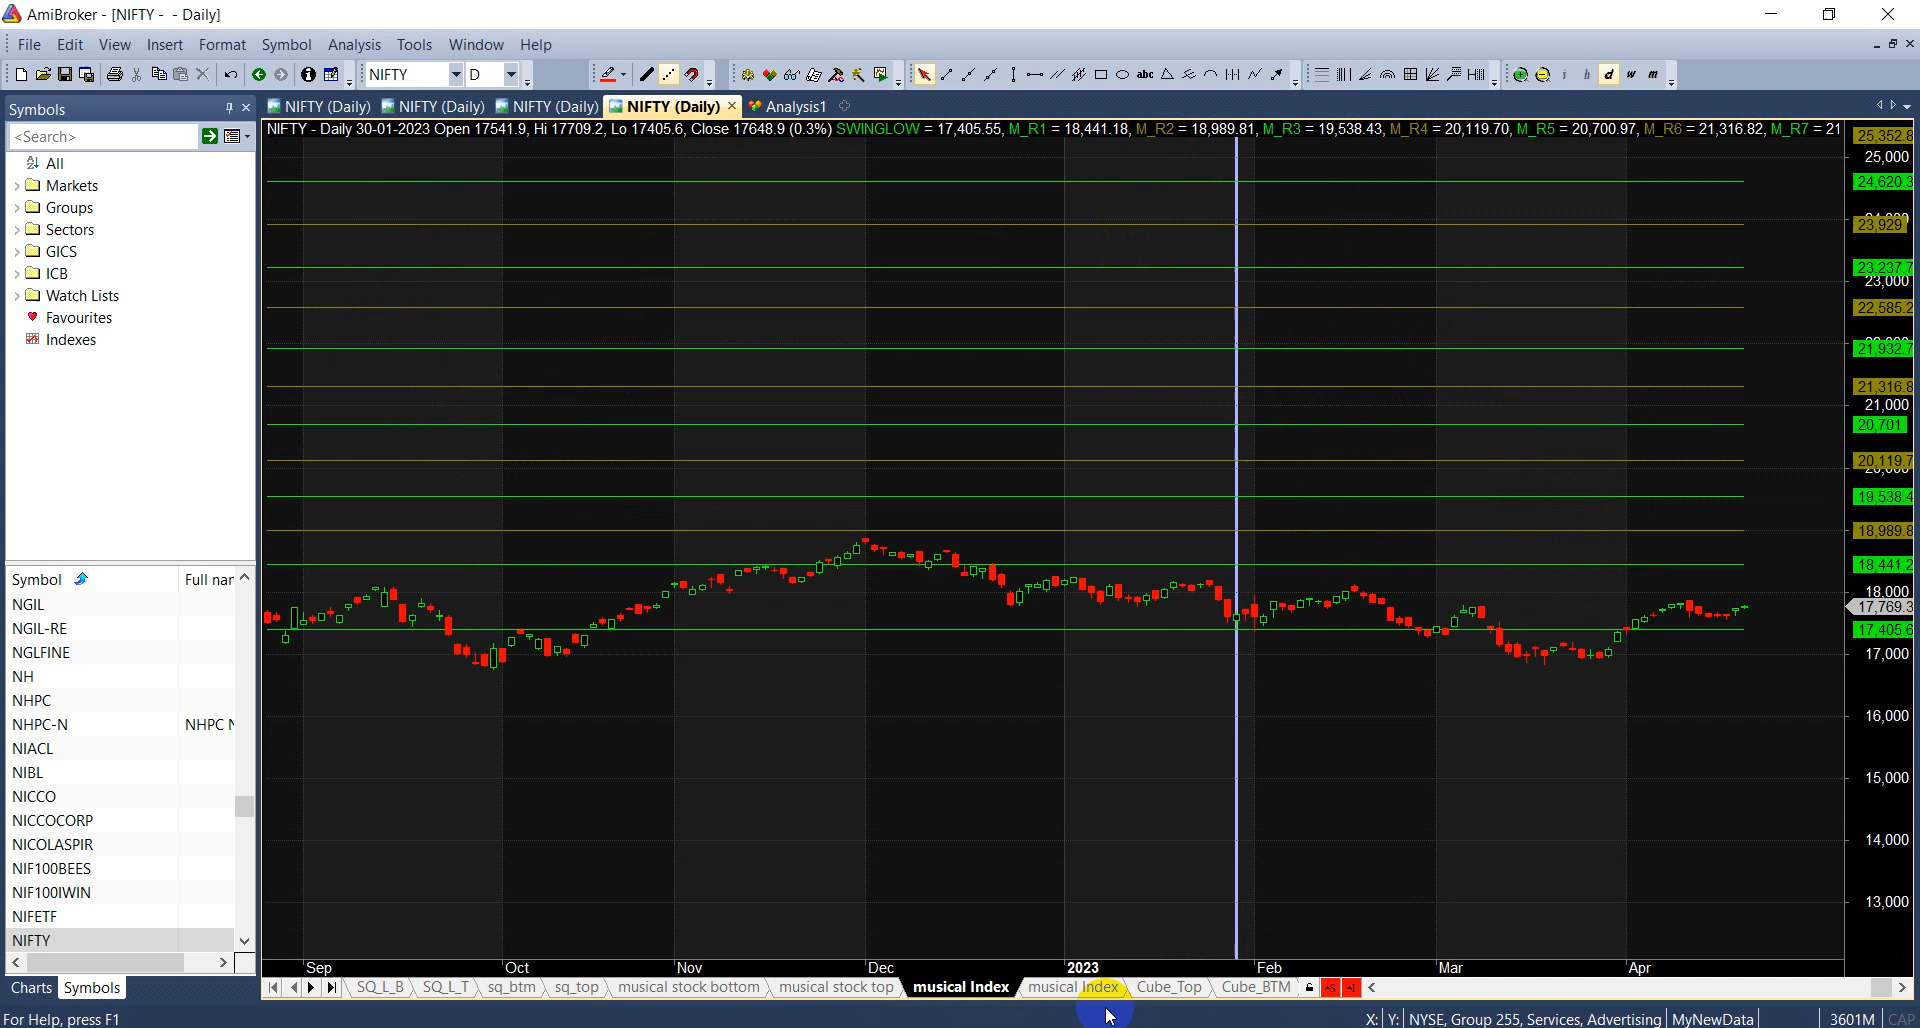 AmiBroker - [NIFTY -  - Daily]
File Edit View Insert Format Symbol Analysis Tools Window Help
NIFTY D abc i h d w m
Symbols
NIFTY (Daily) NIFTY (Daily) NIFTY (Daily) NIFTY (Daily) Analysis1
NIFTY - Daily 30-01-2023 Open 17541.9, Hi 17709.2, Lo 17405.6, Close 17648.9 (0.3%) SWINGLOW = 17,405.55, M_R1 = 18,441.18, M_R2 = 18,989.81, M_R3 = 19,538.43, M_R4 = 20,119.70, M_R5 = 20,700.97, M_R6 = 21,316.82, M_R7 = 21
<Search>
All
Markets
Groups
Sectors
GICS
ICB
Watch Lists
Favourites
Indexes
Symbol Full nar
NGIL
NGIL-RE
NGLFINE
NH
NHPC
NHPC-N NHPC N
NIACL
NIBL
NICCO
NICCOCORP
NICOLASPIR
NIF100BEES
NIF100IWIN
NIFETF
NIFTY
Charts Symbols
25,352.8
25,000
24,620.3
23,929
23,237.7
23,000
22,585.2
21,932.7
21,316.8
21,000
20,701
20,119.7
19,538.4
18,989.8
18,441.2
18,000
17,769.3
17,405.6
17,000
16,000
15,000
14,000
13,000
Sep Oct Nov Dec 2023 Feb Mar Apr
SQ_L_B SQ_L_T sq_btm sq_top musical stock bottom musical stock top musical Index musical Index Cube_Top Cube_BTM
For Help, press F1
X: Y: NYSE, Group 255, Services, Advertising MyNewData 3601M CAP